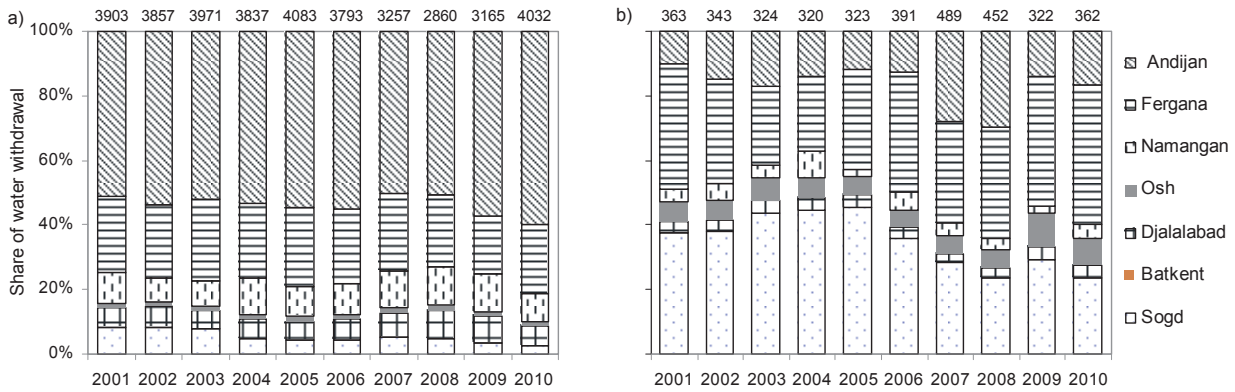 a)
3903 3857 3971 3837 4083 3793 3257 2860 3165 4032
100%
80%
60%
40%
20%
0%
Share of water withdrawal
2001 2002 2003 2004 2005 2006 2007 2008 2009 2010
b)
363 343 324 320 323 391 489 452 322 362
2001 2002 2003 2004 2005 2006 2007 2008 2009 2010
Andijan
Fergana
Namangan
Osh
Djalalabad
Batkent
Sogd